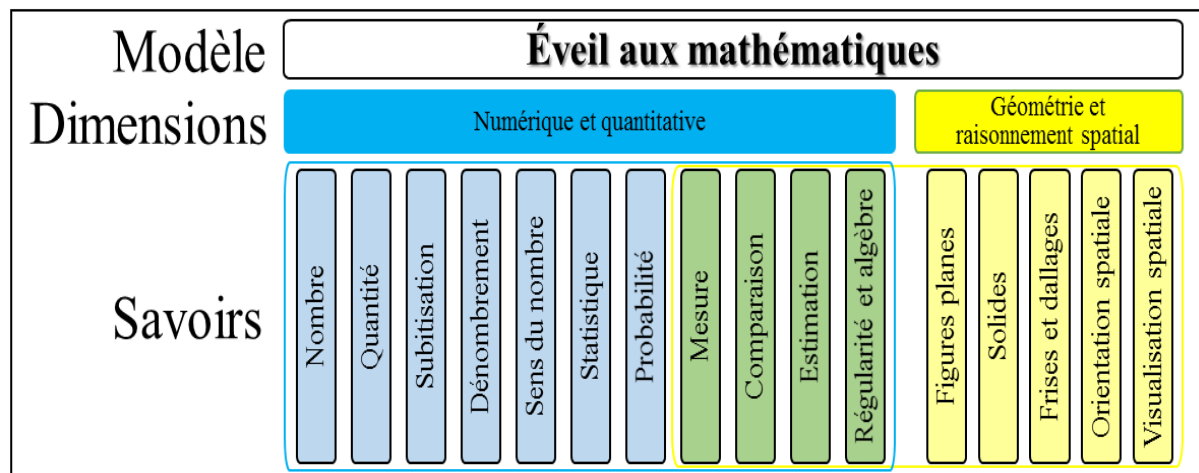 Modèle
Éveil aux mathématiques
Dimensions
Numérique et quantitative
Géométrie et
raisonnement spatial
Savoirs
Nombre
Quantité
Subitisation
Dénombrement
Sens du nombre
Statistique
Probabilité
Mesure
Comparaison
Estimation
Régularité et algèbre
Figures planes
Solides
Frises et dallages
Orientation spatiale
Visualisation spatiale